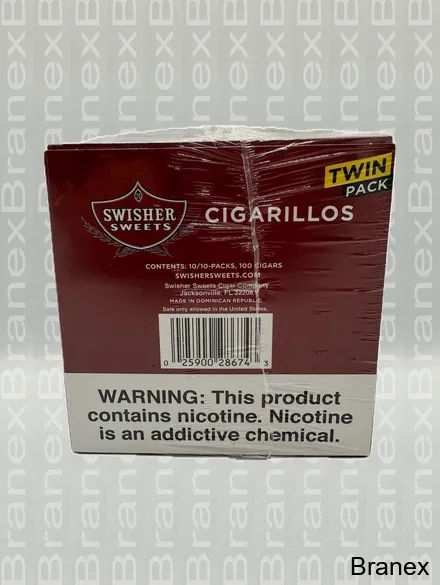 TWIN
PACK
SWISHER
SWEETS
CIGARILLOS
CONTENTS: 10/10-PACKS, 100 CIGARS
SWISHERSWEETS.COM
Swisher Sweets Cigar Company
Jacksonville, FL 32206
MADE IN DOMINICAN REPUBLIC
Sale only allowed in the United States.
0 25900 28674 3
WARNING: This product
contains nicotine. Nicotine
is an addictive chemical.
Branex